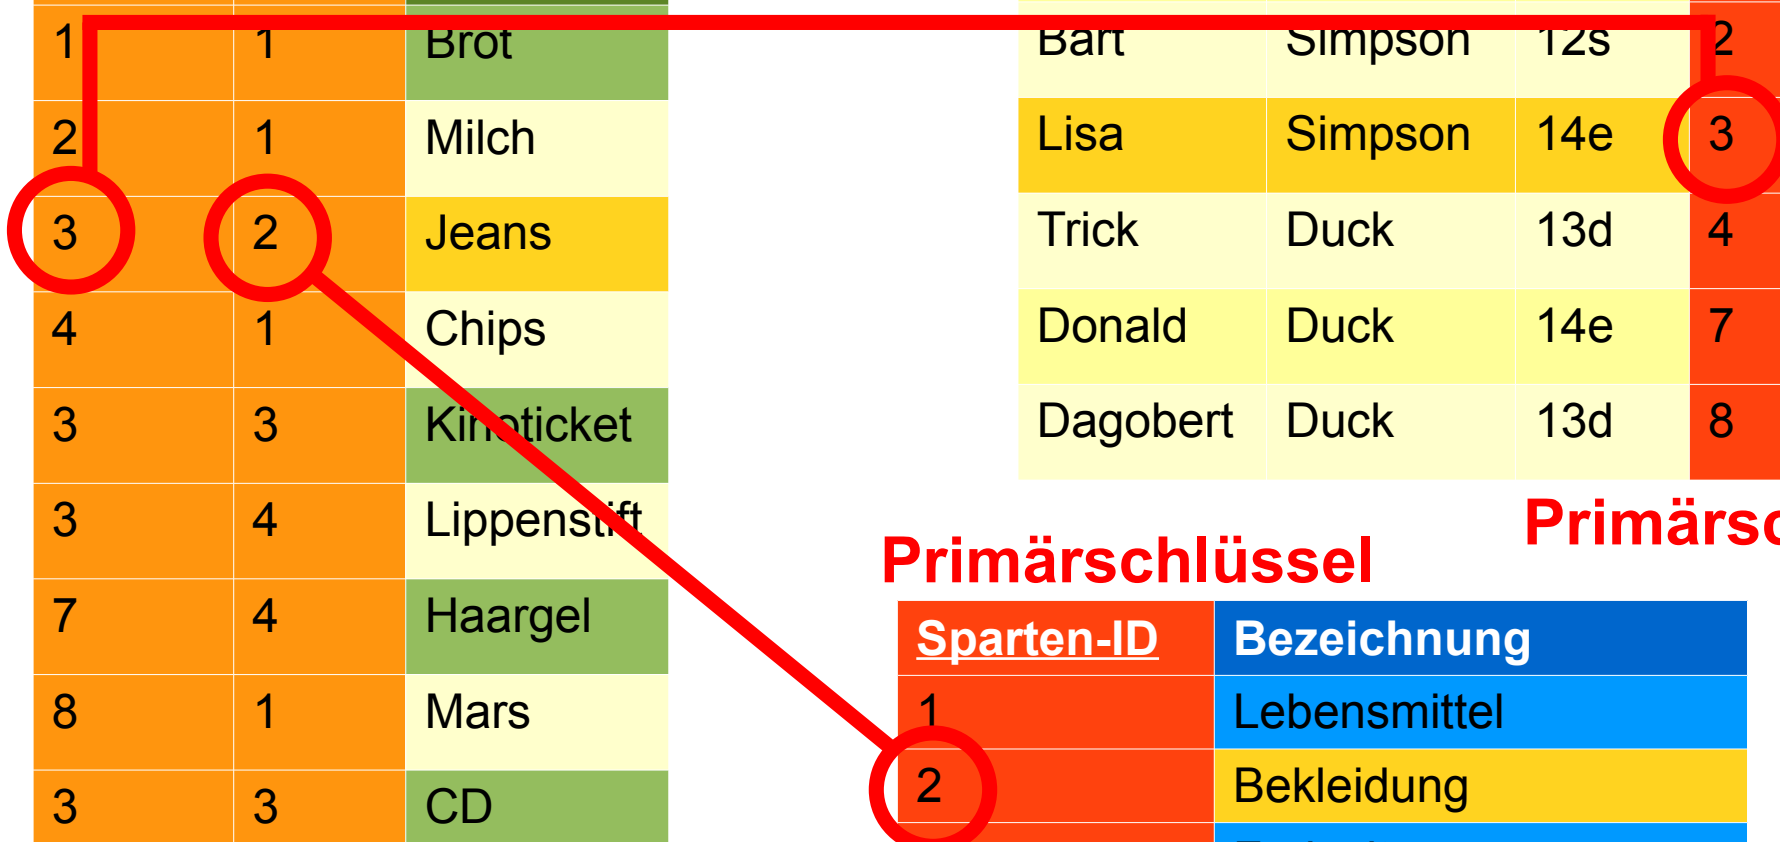 1 1 Brot
2 1 Milch
3 2 Jeans
4 1 Chips
3 3 Kinoticket
3 4 Lippenstift
7 4 Haargel
8 1 Mars
3 3 CD
Bart Simpson 12s 2
Lisa Simpson 14e 3
Trick Duck 13d 4
Donald Duck 14e 7
Dagobert Duck 13d 8
Primärsc
Primärschlüssel
Sparten-ID Bezeichnung
1 Lebensmittel
2 Bekleidung